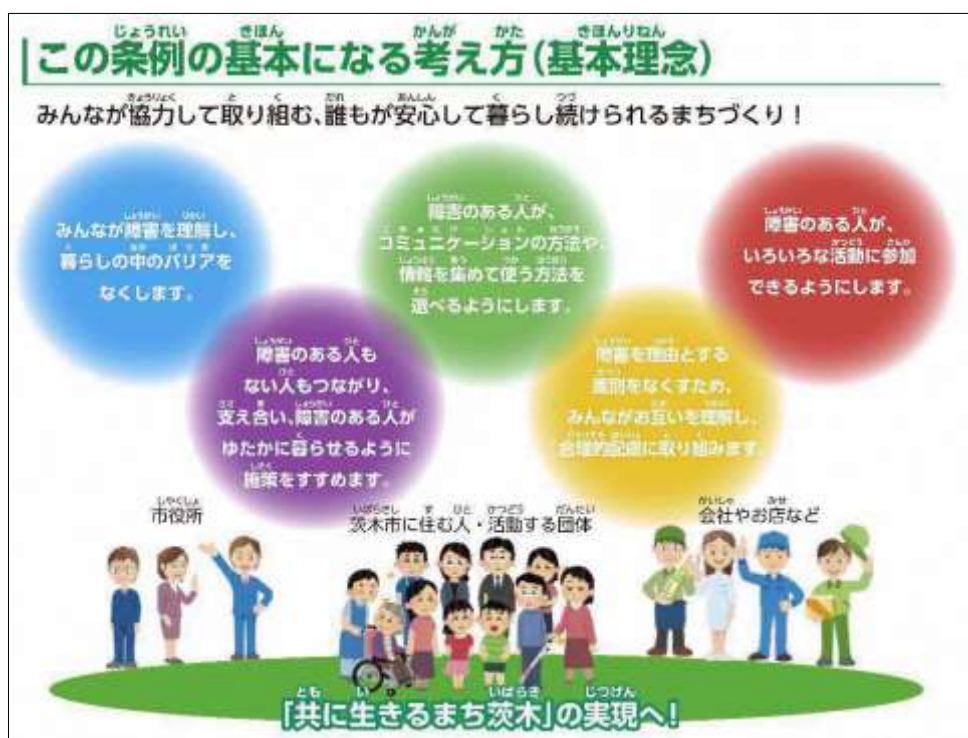 この条例の基本になる考え方(基本理念)
みんなが協力して取り組む、誰もが安心して暮らし続けられるまちづくり!
みんなが障害を理解し、
暮らしの中のバリアを
なくします。
障害のある人が、
コミュニケーションの方法や、
情報を集めて使う方法を
選べるようにします。
障害のある人が、
いろいろな活動に参加
できるようにします。
障害のある人も
ない人もつながり、
支え合い、障害のある人が
ゆたかに暮らせるように
施策をすすめます。
障害を理由とする
差別をなくすため、
みんながお互いを理解し、
合理的配慮に取り組みます。
市役所
茨木市に住む人・活動する団体
会社やお店など
「共に生きるまち茨木」の実現へ!